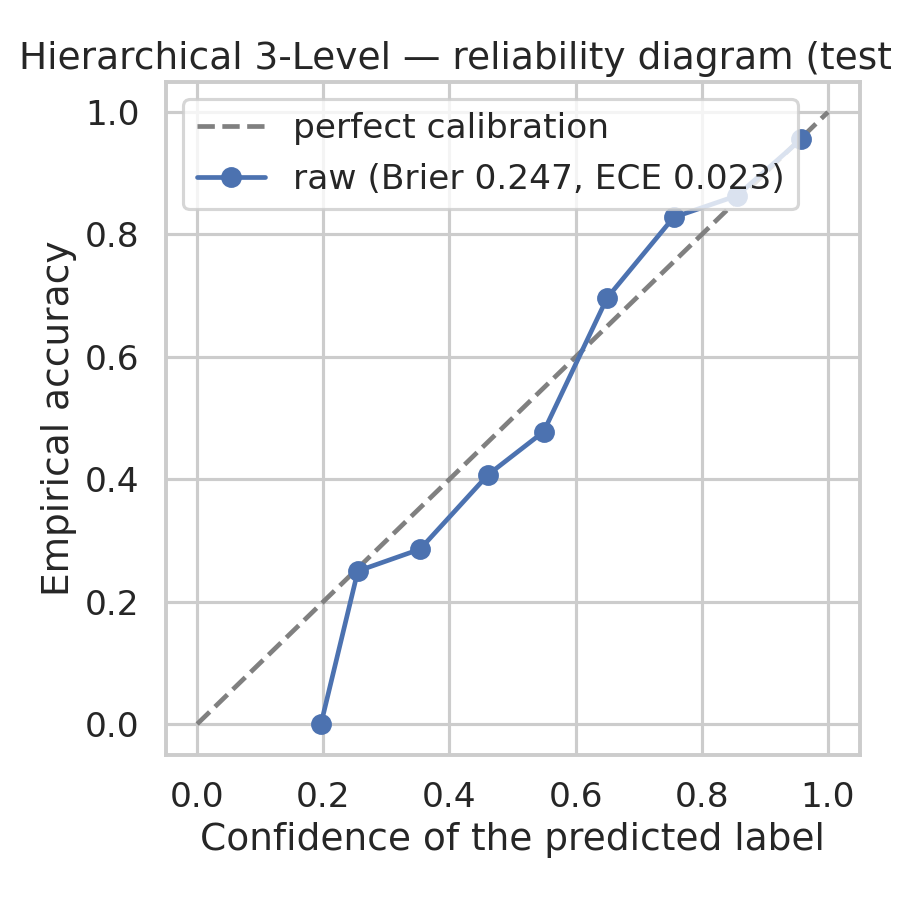 Hierarchical 3-Level — reliability diagram (test
perfect calibration
raw (Brier 0.247, ECE 0.023)
Empirical accuracy
1.0
0.8
0.6
0.4
0.2
0.0
0.0 0.2 0.4 0.6 0.8 1.0
Confidence of the predicted label